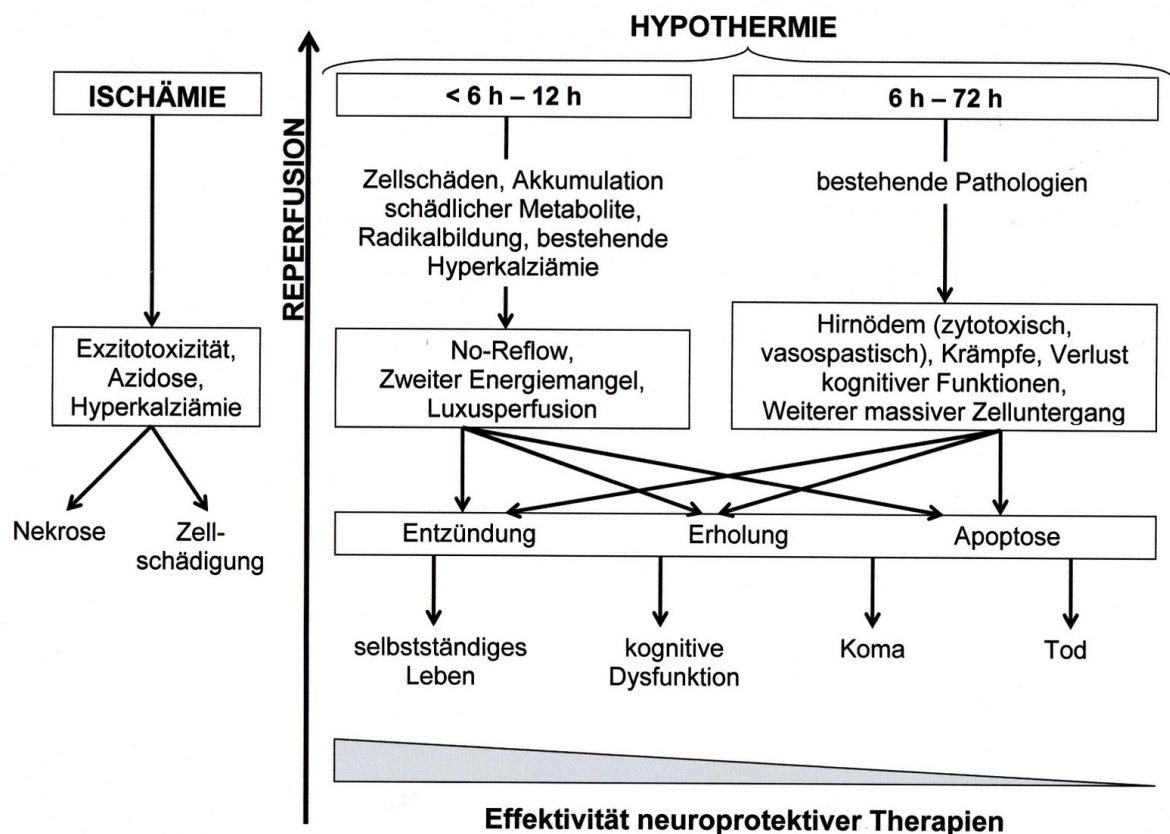 HYPOTHERMIE
ISCHÄMIE
REPERFUSION
< 6 h – 12 h
6 h – 72 h
Zellschäden, Akkumulation
schädlicher Metabolite,
Radikalbildung, bestehende
Hyperkalziämie
bestehende Pathologien
Exzitotoxizität,
Azidose,
Hyperkalziämie
No-Reflow,
Zweiter Energiemangel,
Luxusperfusion
Hirnödem (zytotoxisch,
vasospastisch), Krämpfe, Verlust
kognitiver Funktionen,
Weiterer massiver Zelluntergang
Nekrose
Zell-
schädigung
Entzündung
Erholung
Apoptose
selbstständiges
Leben
kognitive
Dysfunktion
Koma
Tod
Effektivität neuroprotektiver Therapien